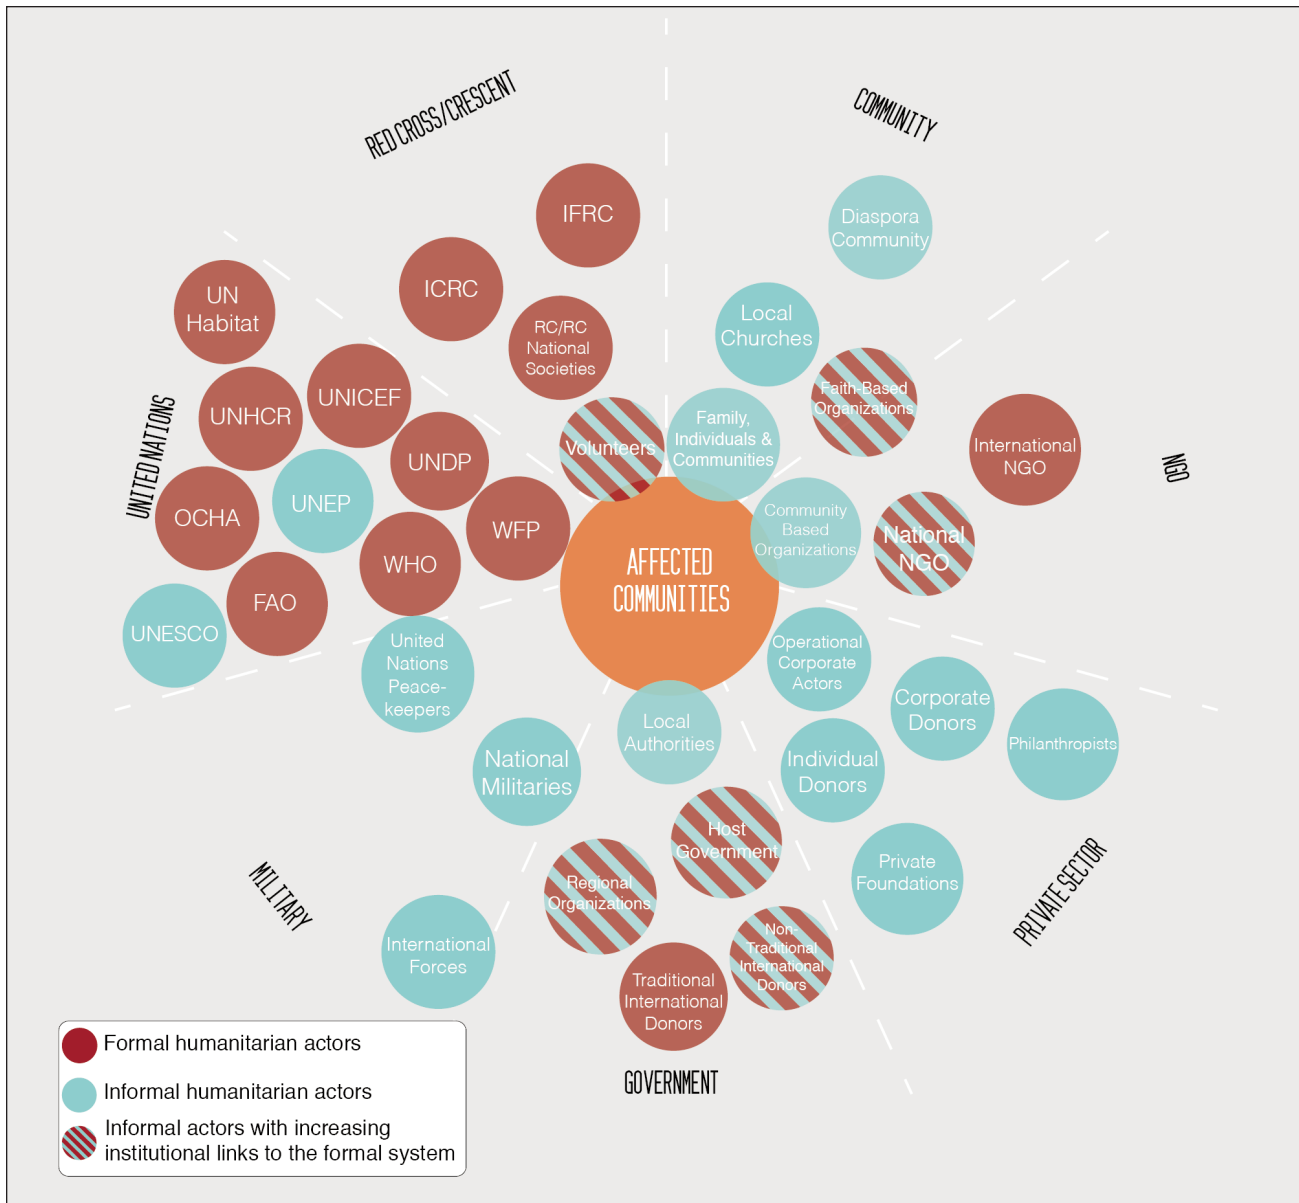 RED CROSS/CRESCENT
COMMUNITY
IFRC
Diaspora
Community
ICRC
UN
Habitat
Local
Churches
RC/RC
National
Societies
UNICEF
Faith-Based
Organizations
UNHCR
UNITED NATIONS
Volunteers
Family,
Individuals &
Communities
International
NGO
NGO
UNDP
UNEP
OCHA
WFP
Community
Based
Organizations
National
NGO
WHO
AFFECTED
COMMUNITIES
FAO
UNESCO
United
Nations
Peace-
keepers
Operational
Corporate
Actors
Local
Authorities
Corporate
Donors
Philanthropists
National
Militaries
Individual
Donors
Host
Government
Regional
Organizations
Private
Foundations
PRIVATE SECTOR
MILITARY
International
Forces
Non-
Traditional
International
Donors
Traditional
International
Donors
GOVERNMENT
Formal humanitarian actors
Informal humanitarian actors
Informal actors with increasing
institutional links to the formal system